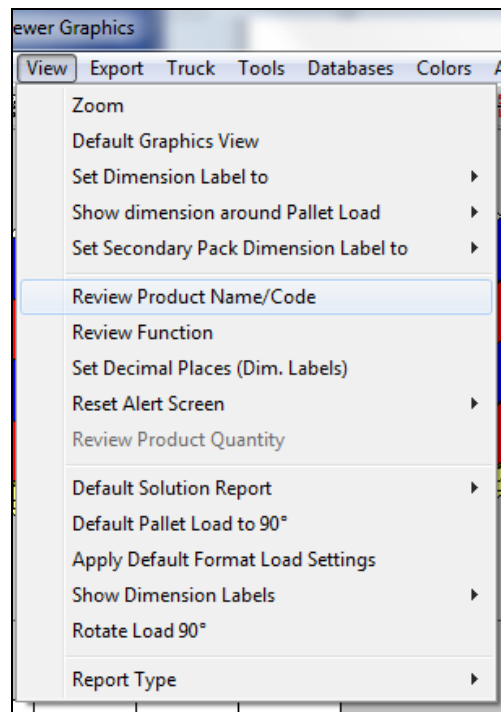 ewer Graphics
View Export Truck Tools Databases Colors
Zoom
Default Graphics View
Set Dimension Label to
Show dimension around Pallet Load
Set Secondary Pack Dimension Label to
Review Product Name/Code
Review Function
Set Decimal Places (Dim. Labels)
Reset Alert Screen
Review Product Quantity
Default Solution Report
Default Pallet Load to 90°
Apply Default Format Load Settings
Show Dimension Labels
Rotate Load 90°
Report Type